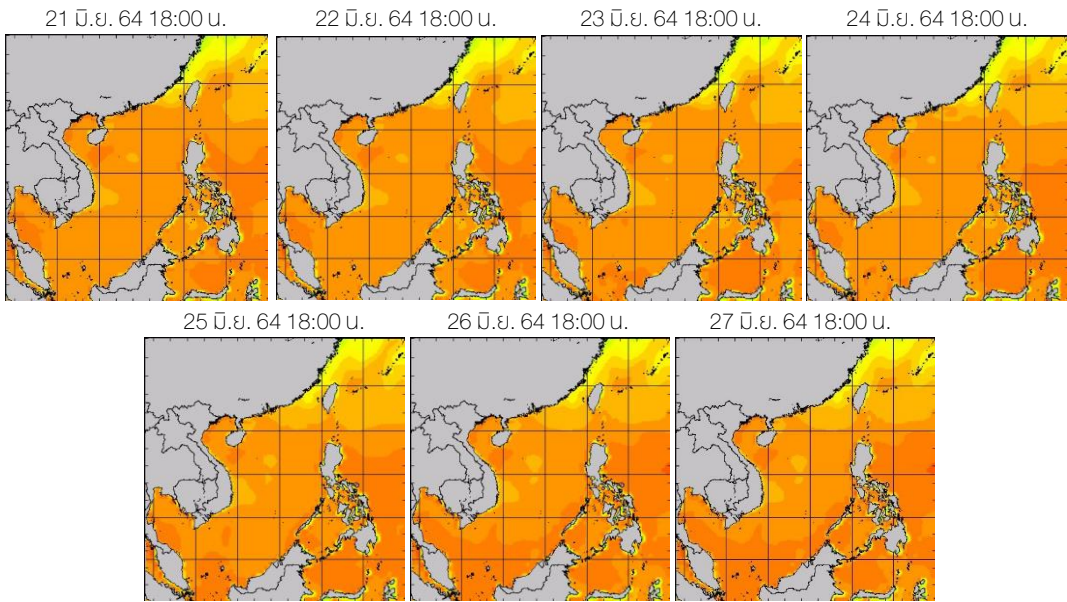 21 มิ.ย. 64 18:00 น.
22 มิ.ย. 64 18:00 น.
23 มิ.ย. 64 18:00 น.
24 มิ.ย. 64 18:00 น.
25 มิ.ย. 64 18:00 น.
26 มิ.ย. 64 18:00 น.
27 มิ.ย. 64 18:00 น.